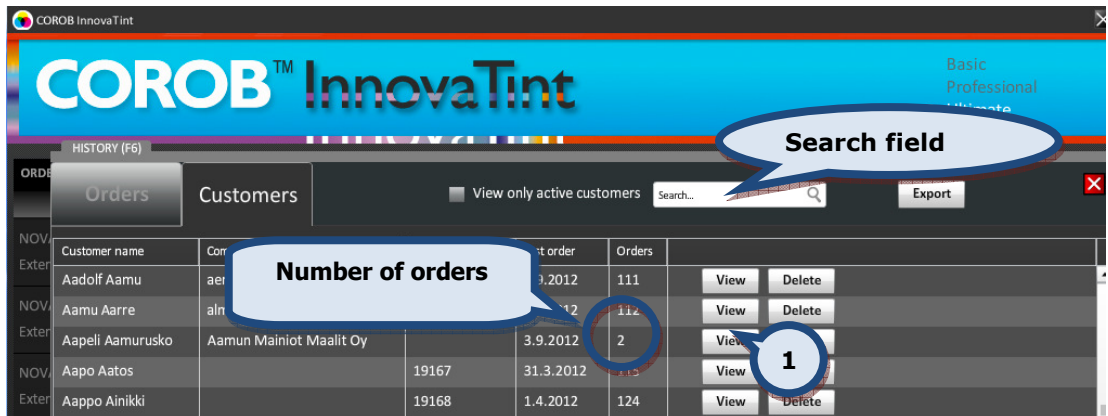 COROB InnovaTint
COROB™ InnovaTint
Basic
Professional
Ultimate
HISTORY (F6)
Search field
Orders
Customers
View only active customers
Search...
Export
Customer name
Orders
Number of orders
Aadolf Aamu
111
View
Delete
Aamu Aarre
112
View
Delete
Aapeli Aamurusko
Aamun Mainiot Maalit Oy
3.9.2012
2
View
1
Aapo Aatos
19167
31.3.2012
View
Aappo Ainikki
19168
1.4.2012
124
View
Delete